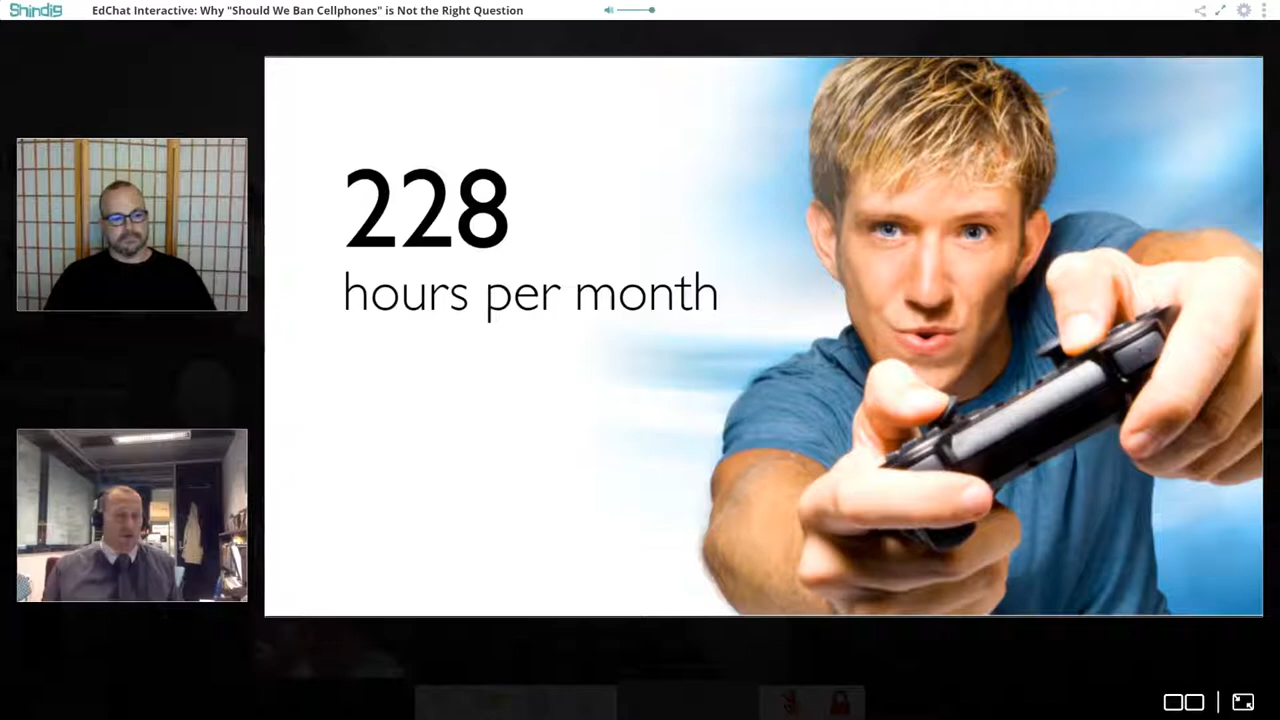 Shindig
EdChat Interactive: Why "Should We Ban Cellphones" is Not the Right Question
228
hours per month